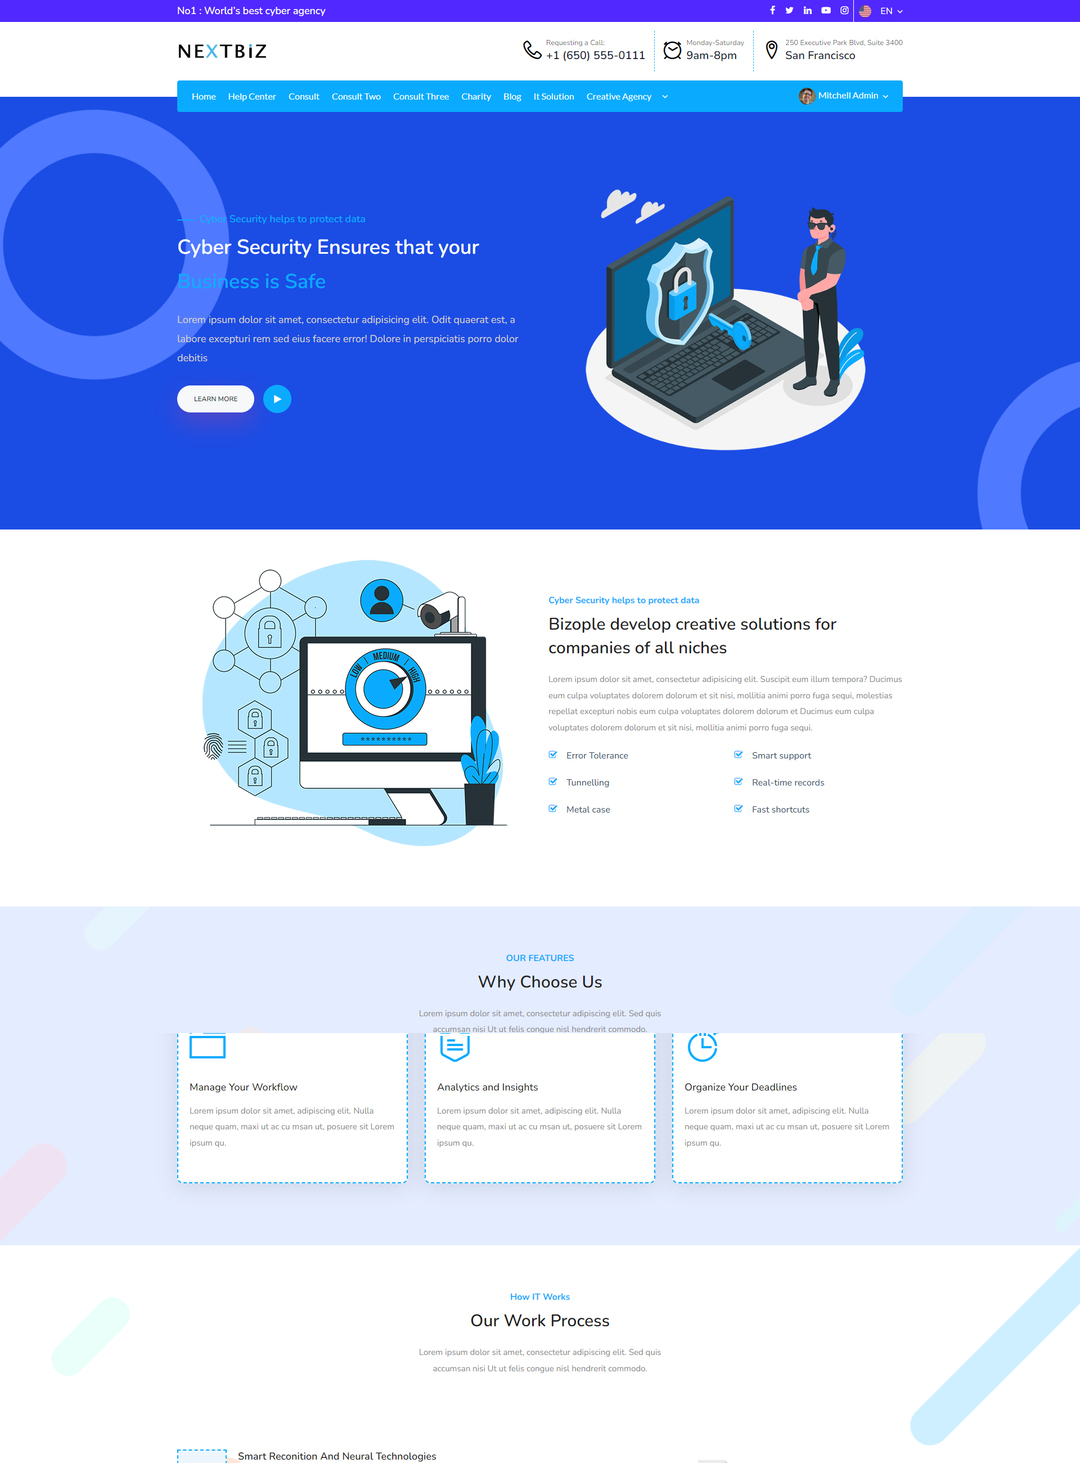 No1 : World's best cyber agency
EN
NEXTBIZ
Requesting a Call:
+1 (650) 555-0111
Monday-Saturday
9am-8pm
250 Executive Park Blvd, Suite 3400
San Francisco
Home Help Center Consult Consult Two Consult Three Charity Blog It Solution Creative Agency
Mitchell Admin
Cyber Security helps to protect data
Cyber Security Ensures that your
Business is Safe
Lorem ipsum dolor sit amet, consectetur adipisicing elit. Odit quaerat est, a
labore excepturi rem sed eius facere error! Dolore in perspiciatis porro dolor
debitis
LEARN MORE
LOW MEDIUM HIGH
**********
Cyber Security helps to protect data
Bizople develop creative solutions for
companies of all niches
Lorem ipsum dolor sit amet, consectetur adipisicing elit. Suscipit eum illum tempora? Ducimus
eum culpa voluptates dolorem dolorum et sit nisi, mollitia animi porro fuga sequi, molestias
repellat excepturi nobis eum culpa voluptates dolorem dolorum et Ducimus eum culpa
voluptates dolorem dolorum et sit nisi, mollitia animi porro fuga sequi.
Error Tolerance
Smart support
Tunnelling
Real-time records
Metal case
Fast shortcuts
OUR FEATURES
Why Choose Us
Lorem ipsum dolor sit amet, consectetur adipiscing elit. Sed quis
accumsan nisi Ut ut felis congue nisl hendrerit commodo.
Manage Your Workflow
Lorem ipsum dolor sit amet, adipiscing elit. Nulla
neque quam, maxi ut ac cu msan ut, posuere sit Lorem
ipsum qu.
Analytics and Insights
Lorem ipsum dolor sit amet, adipiscing elit. Nulla
neque quam, maxi ut ac cu msan ut, posuere sit Lorem
ipsum qu.
Organize Your Deadlines
Lorem ipsum dolor sit amet, adipiscing elit. Nulla
neque quam, maxi ut ac cu msan ut, posuere sit Lorem
ipsum qu.
How IT Works
Our Work Process
Lorem ipsum dolor sit amet, consectetur adipiscing elit. Sed quis
accumsan nisi Ut ut felis congue nisl hendrerit commodo.
Smart Reconition And Neural Technologies